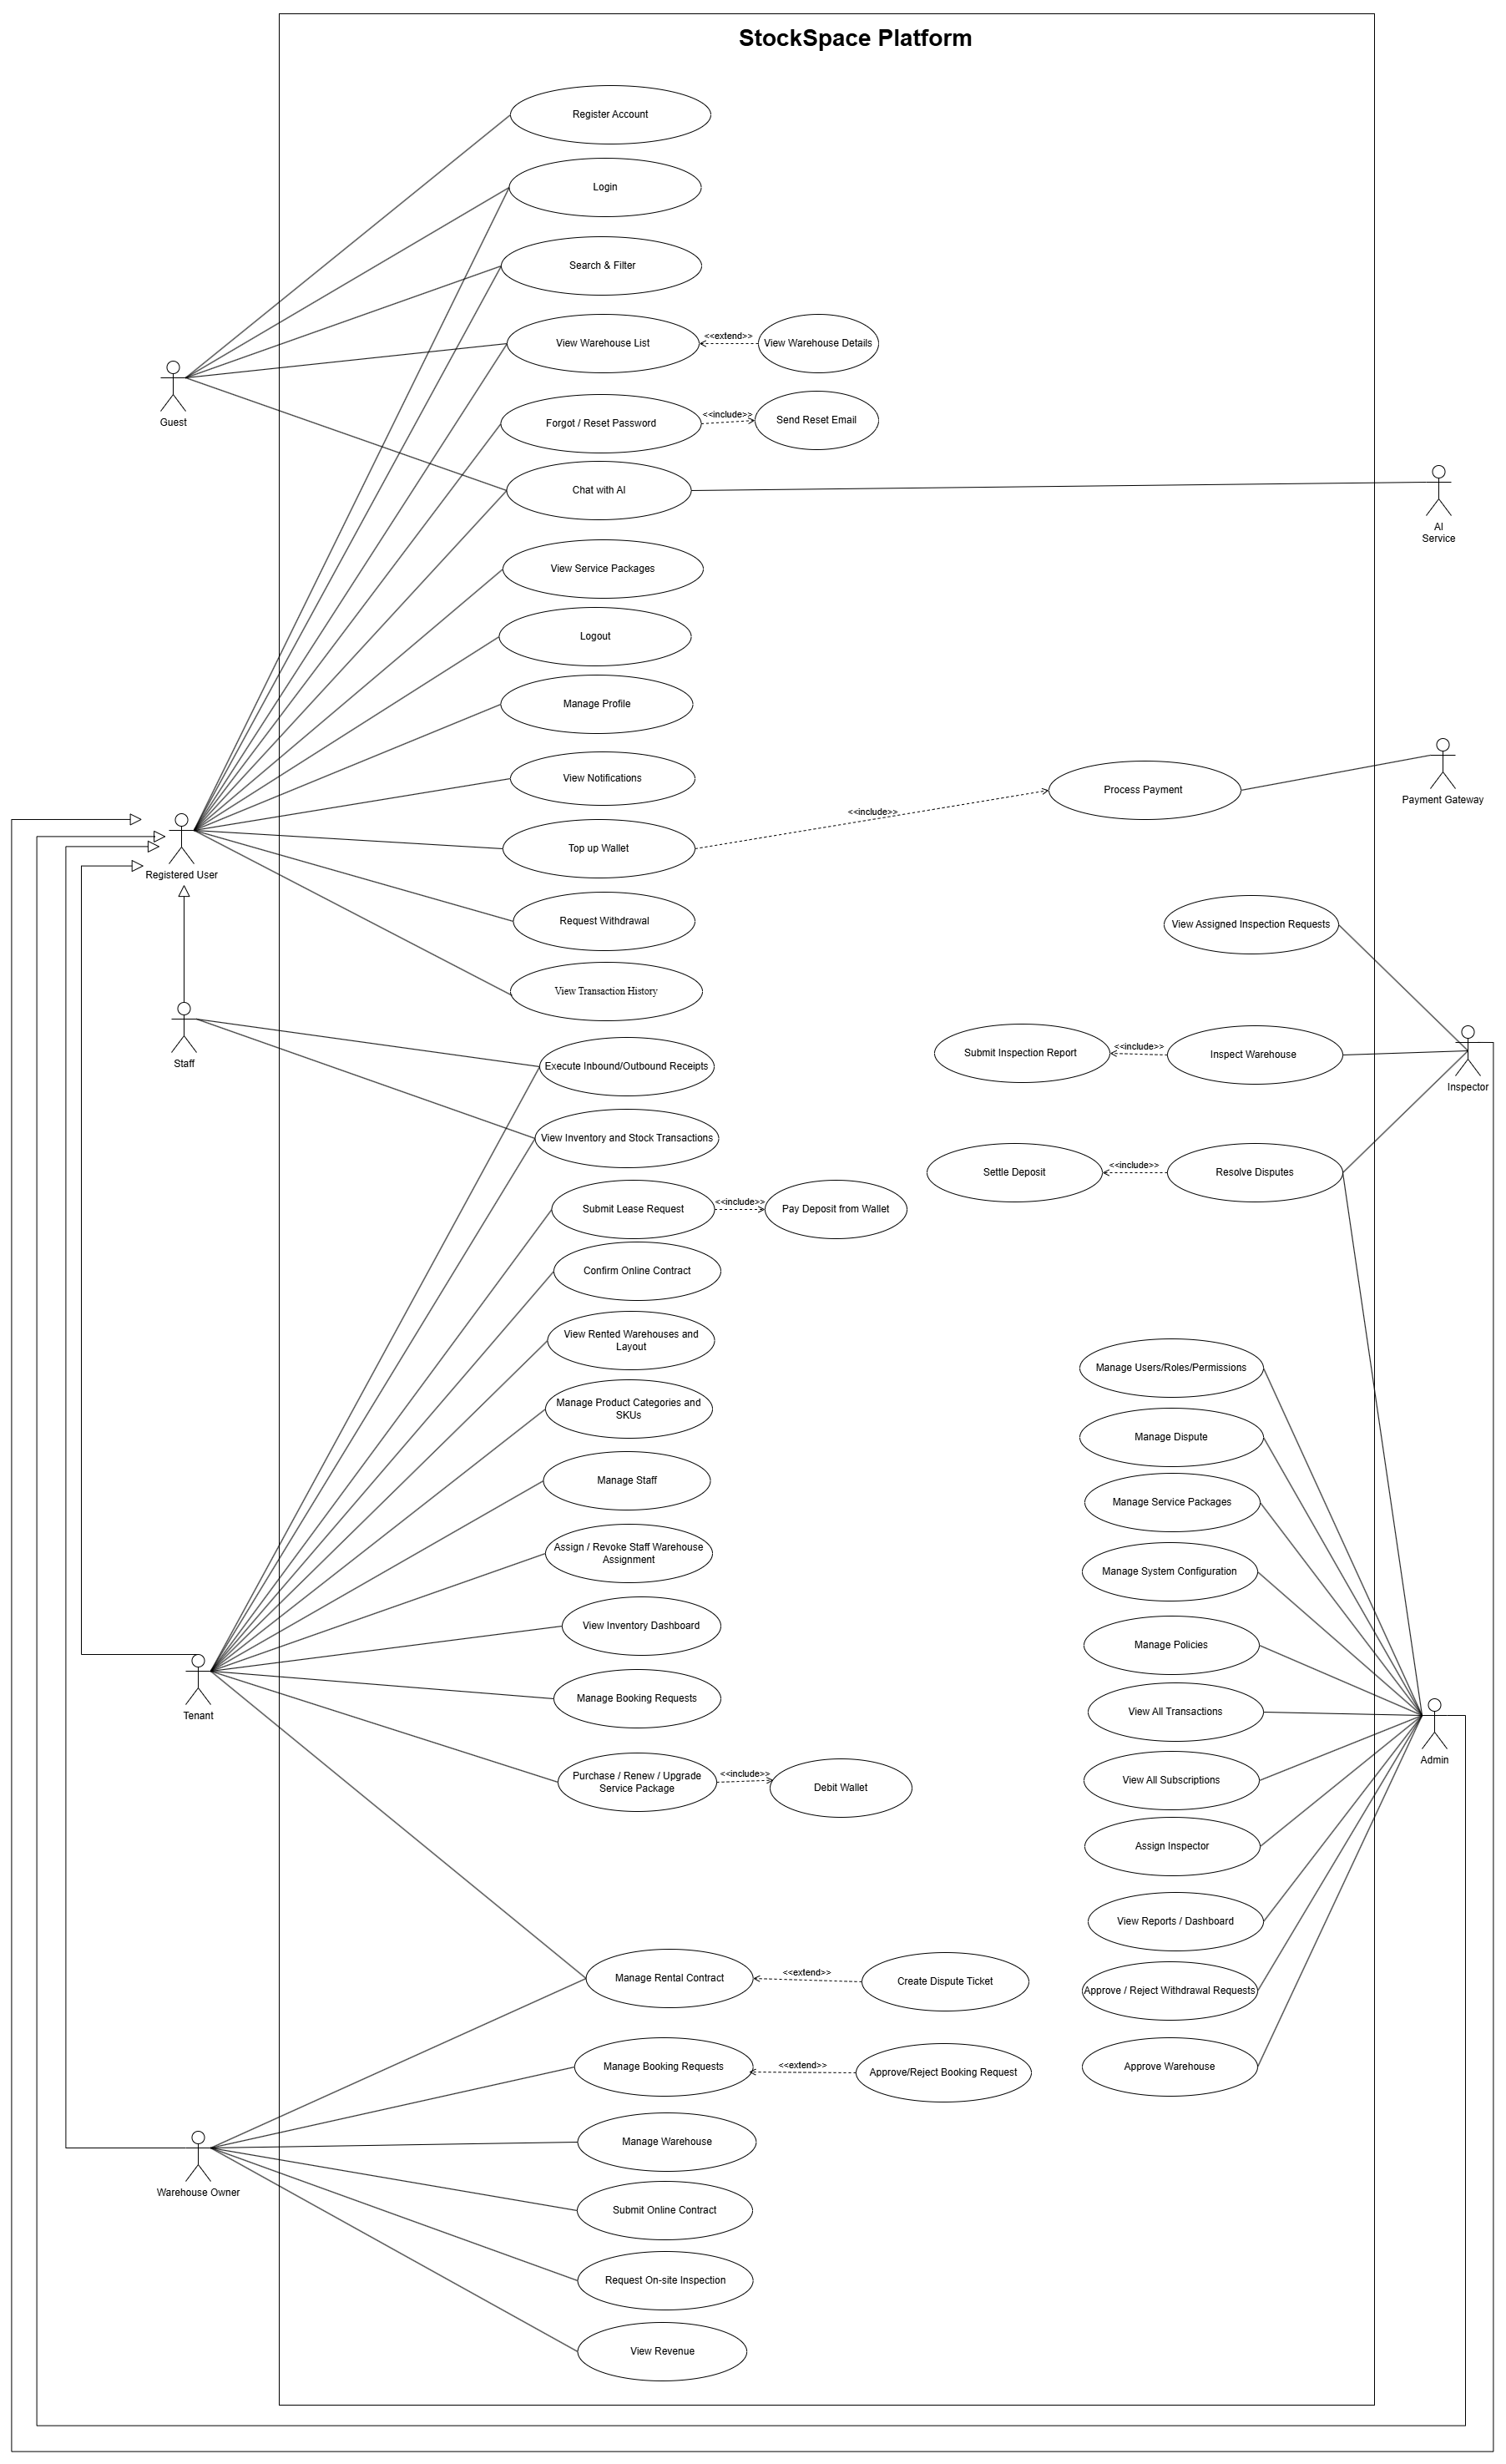 StockSpace Platform
Register Account
Login
Search & Filter
View Warehouse List
<<extend>>
View Warehouse Details
Guest
Forgot / Reset Password
<<include>>
Send Reset Email
Chat with AI
AI
Service
View Service Packages
Logout
Manage Profile
View Notifications
Process Payment
Payment Gateway
<<include>>
Top up Wallet
Registered User
Request Withdrawal
View Assigned Inspection Requests
View Transaction History
Staff
Execute Inbound/Outbound Receipts
Submit Inspection Report
<<include>>
Inspect Warehouse
Inspector
View Inventory and Stock Transactions
Settle Deposit
<<include>>
Resolve Disputes
Submit Lease Request
<<include>>
Pay Deposit from Wallet
Confirm Online Contract
View Rented Warehouses and
Layout
Manage Users/Roles/Permissions
Manage Product Categories and
SKUs
Manage Dispute
Manage Staff
Manage Service Packages
Assign / Revoke Staff Warehouse
Assignment
Manage System Configuration
View Inventory Dashboard
Manage Policies
Manage Booking Requests
Tenant
View All Transactions
Admin
Purchase / Renew / Upgrade
Service Package
<<include>>
Debit Wallet
View All Subscriptions
Assign Inspector
View Reports / Dashboard
Manage Rental Contract
<<extend>>
Create Dispute Ticket
Approve / Reject Withdrawal Requests
Manage Booking Requests
<<extend>>
Approve/Reject Booking Request
Approve Warehouse
Manage Warehouse
Warehouse Owner
Submit Online Contract
Request On-site Inspection
View Revenue